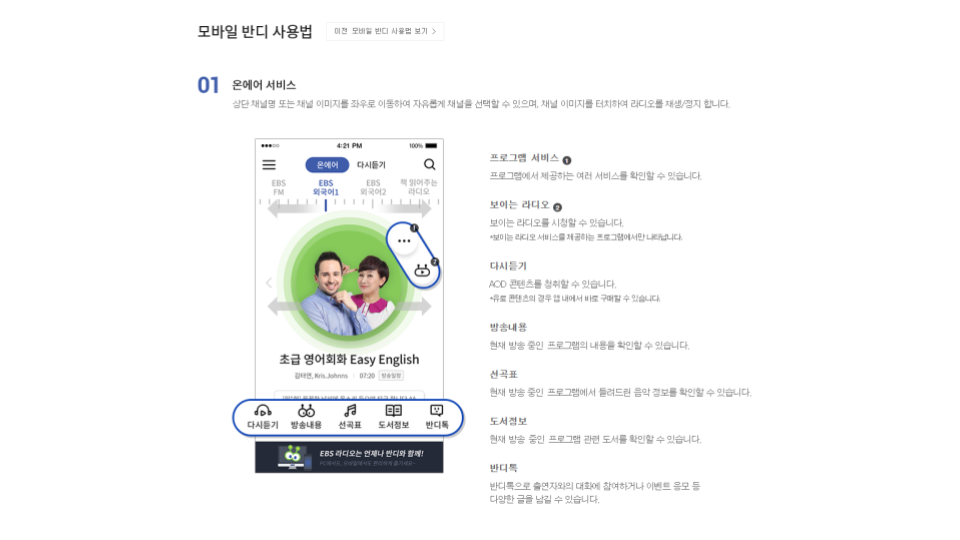 모바일 반디 사용법
이전 모바일 반디 사용법 보기 >
01 온에어 서비스
상단 채널명 또는 채널 이미지를 좌우로 이동하여 자유롭게 채널을 선택할 수 있으며, 채널 이미지를 터치하여 라디오를 재생/정지 합니다.
4:21 PM
100%
온에어 다시듣기
EBS FM
EBS 외국어1
EBS 외국어2
책 읽어주는 라디오
1
2
초급 영어회화 Easy English
김태연, Kris.Johnns 07:20 방송일정
다시듣기 방송내용 선곡표 도서정보 반디톡
EBS 라디오는 언제나 반디와 함께!
프로그램 서비스 1
프로그램에서 제공하는 여러 서비스를 확인할 수 있습니다.
보이는 라디오 2
보이는 라디오를 시청할 수 있습니다.
*보이는 라디오 서비스를 제공하는 프로그램에서만 나타납니다.
다시듣기
AOD 콘텐츠를 청취할 수 있습니다.
*유료 콘텐츠의 경우 앱 내에서 바로 구매할 수 있습니다.
방송내용
현재 방송 중인 프로그램의 내용을 확인할 수 있습니다.
선곡표
현재 방송 중인 프로그램에서 들려드린 음악 정보를 확인할 수 있습니다.
도서정보
현재 방송 중인 프로그램 관련 도서를 확인할 수 있습니다.
반디톡
반디톡으로 출연자와의 대화에 참여하거나 이벤트 응모 등
다양한 글을 남길 수 있습니다.